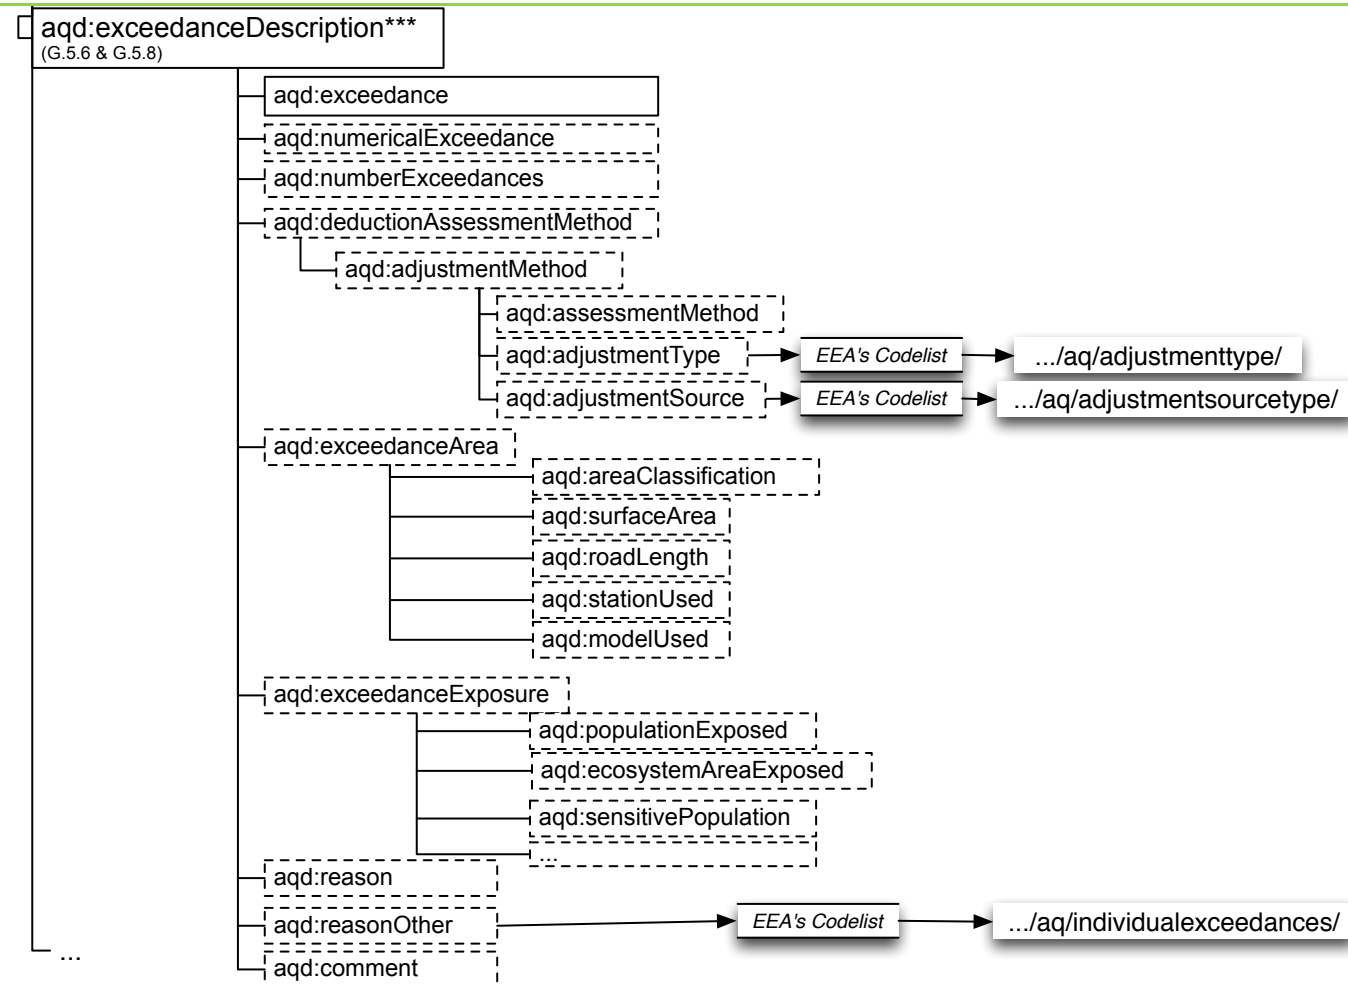 aqd:exceedanceDescription***
(G.5.6 & G.5.8)
aqd:exceedance
aqd:numericalExceedance
aqd:numberExceedances
aqd:deductionAssessmentMethod
aqd:adjustmentMethod
aqd:assessmentMethod
aqd:adjustmentType EEA's Codelist .../aq/adjustmenttype/
aqd:adjustmentSource EEA's Codelist .../aq/adjustmentsourcetype/
aqd:exceedanceArea
aqd:areaClassification
aqd:surfaceArea
aqd:roadLength
aqd:stationUsed
aqd:modelUsed
aqd:exceedanceExposure
aqd:populationExposed
aqd:ecosystemAreaExposed
aqd:sensitivePopulation
...
aqd:reason
aqd:reasonOther EEA's Codelist .../aq/individualexceedances/
...
aqd:comment